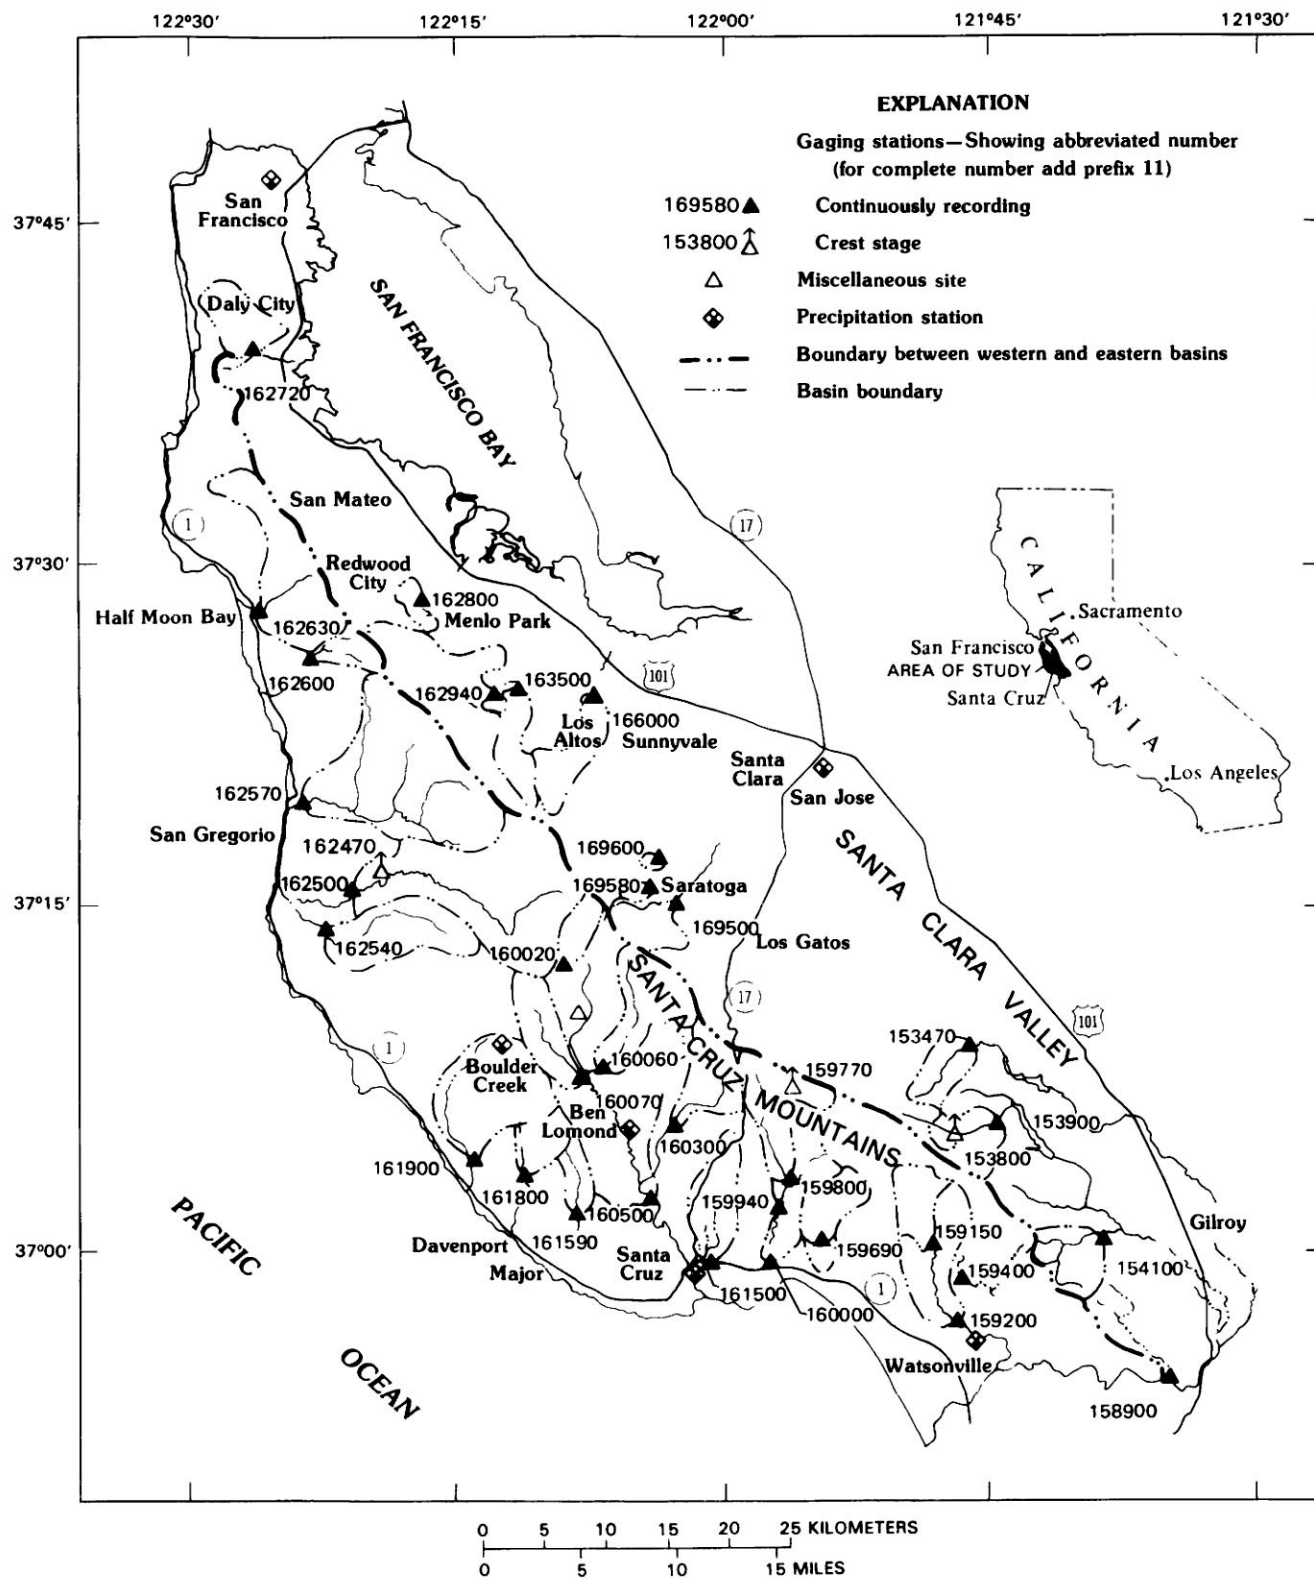 122°30′ 122°15′ 122°00′ 121°45′ 121°30′
EXPLANATION
Gaging stations—Showing abbreviated number
(for complete number add prefix 11)
169580 Continuously recording
153800 Crest stage
Miscellaneous site
Precipitation station
Boundary between western and eastern basins
Basin boundary
37°45′
37°30′
37°15′
37°00′
San
Francisco
Daly City
162720
SAN FRANCISCO BAY
San Mateo
1
17
Redwood
City
162800
Menlo Park
Half Moon Bay
162630
162600
101
162940
163500
166000
Los
Altos
Sunnyvale
Santa
Clara
San Jose
162570
San Gregorio
162470
162500
162540
169600
169580
Saratoga
169500
Los Gatos
160020
SANTA CLARA VALLEY
SANTA CRUZ MOUNTAINS
17
101
1
Boulder
Creek
160060
160070
Ben
Lomond
160300
159770
153470
153900
153800
161900
161800
161590
160500
159940
159800
159690
159150
159400
159200
Gilroy
154100
Davenport
Major
Santa
Cruz
161500
160000
1
Watsonville
158900
PACIFIC
OCEAN
CALIFORNIA
Sacramento
San Francisco
AREA OF STUDY
Santa Cruz
Los Angeles
0 5 10 15 20 25 KILOMETERS
0 5 10 15 MILES